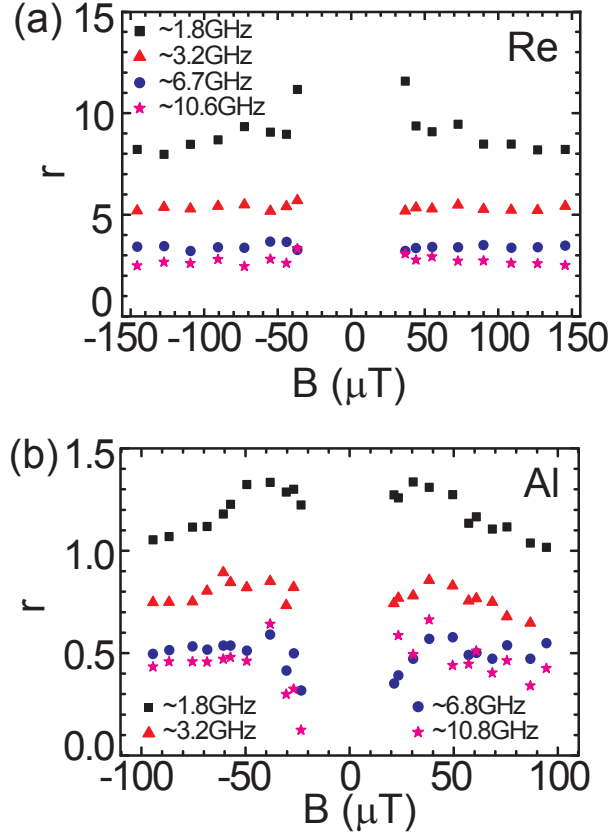 (a)
15
10
5
0
r
~1.8GHz
~3.2GHz
~6.7GHz
~10.6GHz
Re
-150 -100 -50 0 50 100 150
B (μT)
(b)
1.5
1.0
0.5
0.0
r
Al
~1.8GHz ~6.8GHz
~3.2GHz ~10.8GHz
-100 -50 0 50 100
B (μT)